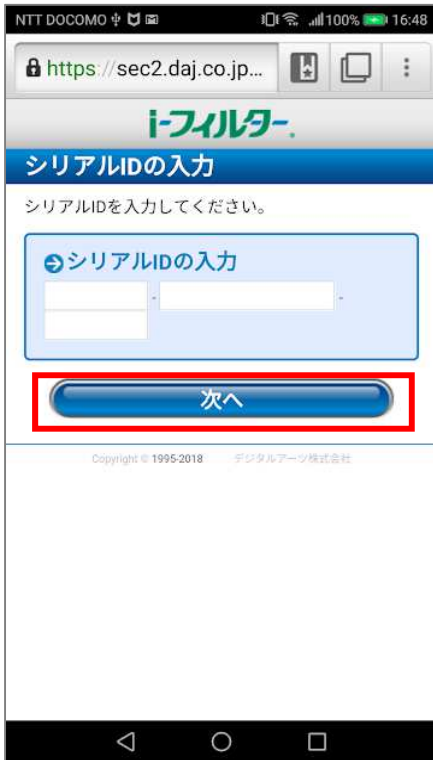 NTT DOCOMO 100% 16:48
https://sec2.daj.co.jp...
i-フィルター.
シリアルIDの入力
シリアルIDを入力してください。
シリアルIDの入力
- -
次へ
Copyright © 1995-2018 デジタルアーツ株式会社